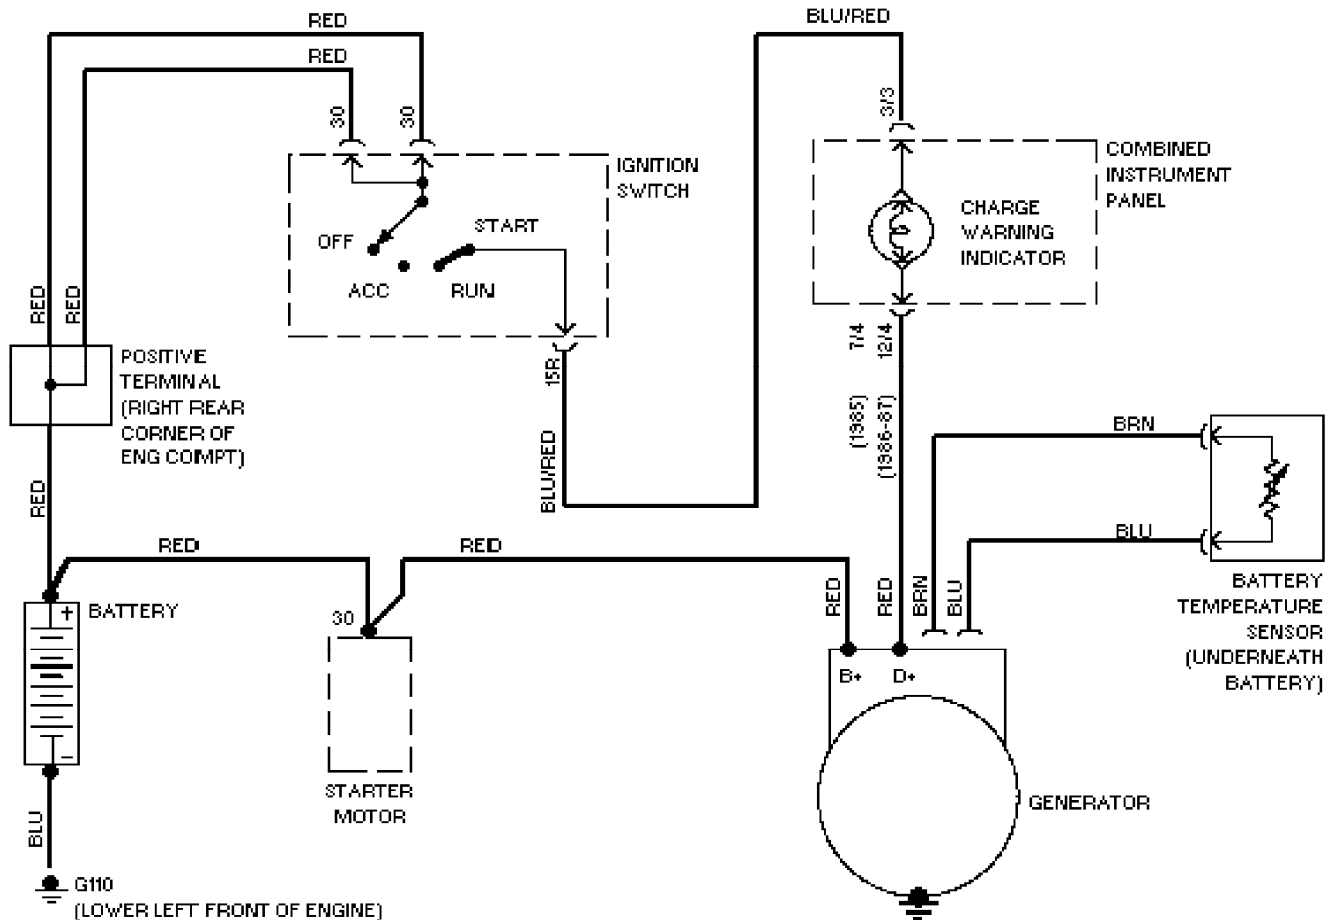 RED
RED
BLU/RED
30
30
3/3
IGNITION
SWITCH
COMBINED
INSTRUMENT
PANEL
START
OFF
ACC
RUN
CHARGE
WARNING
INDICATOR
RED
RED
POSITIVE
TERMINAL
(RIGHT REAR
CORNER OF
ENG COMPT)
15R
7/4
12/4
(1985)
(1986-87)
BRN
BLU/RED
RED
RED
RED
BLU
BATTERY
TEMPERATURE
SENSOR
(UNDERNEATH
BATTERY)
+
BATTERY
-
30
RED
RED
BRN
BLU
B+
D+
STARTER
MOTOR
GENERATOR
BLU
G110
(LOWER LEFT FRONT OF ENGINE)